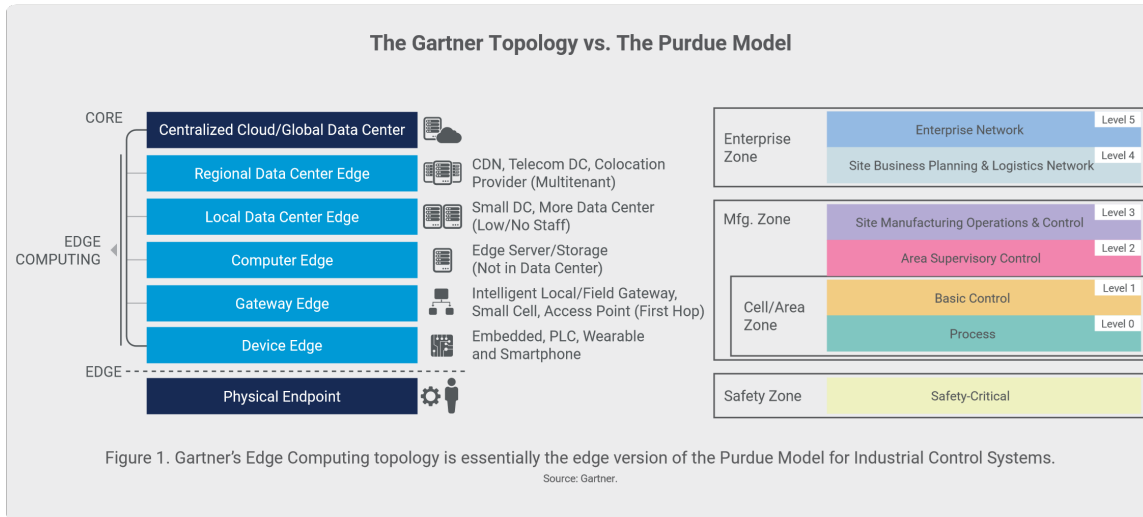 The Gartner Topology vs. The Purdue Model
CORE
Centralized Cloud/Global Data Center
Regional Data Center Edge
CDN, Telecom DC, Colocation
Provider (Multitenant)
Local Data Center Edge
Small DC, More Data Center
(Low/No Staff)
EDGE
COMPUTING
Computer Edge
Edge Server/Storage
(Not in Data Center)
Gateway Edge
Intelligent Local/Field Gateway,
Small Cell, Access Point (First Hop)
Device Edge
Embedded, PLC, Wearable
and Smartphone
EDGE
Physical Endpoint
Enterprise
Zone
Level 5
Enterprise Network
Level 4
Site Business Planning & Logistics Network
Mfg. Zone
Level 3
Site Manufacturing Operations & Control
Level 2
Area Supervisory Control
Cell/Area
Zone
Level 1
Basic Control
Level 0
Process
Safety Zone
Safety-Critical
Figure 1. Gartner's Edge Computing topology is essentially the edge version of the Purdue Model for Industrial Control Systems.
Source: Gartner.